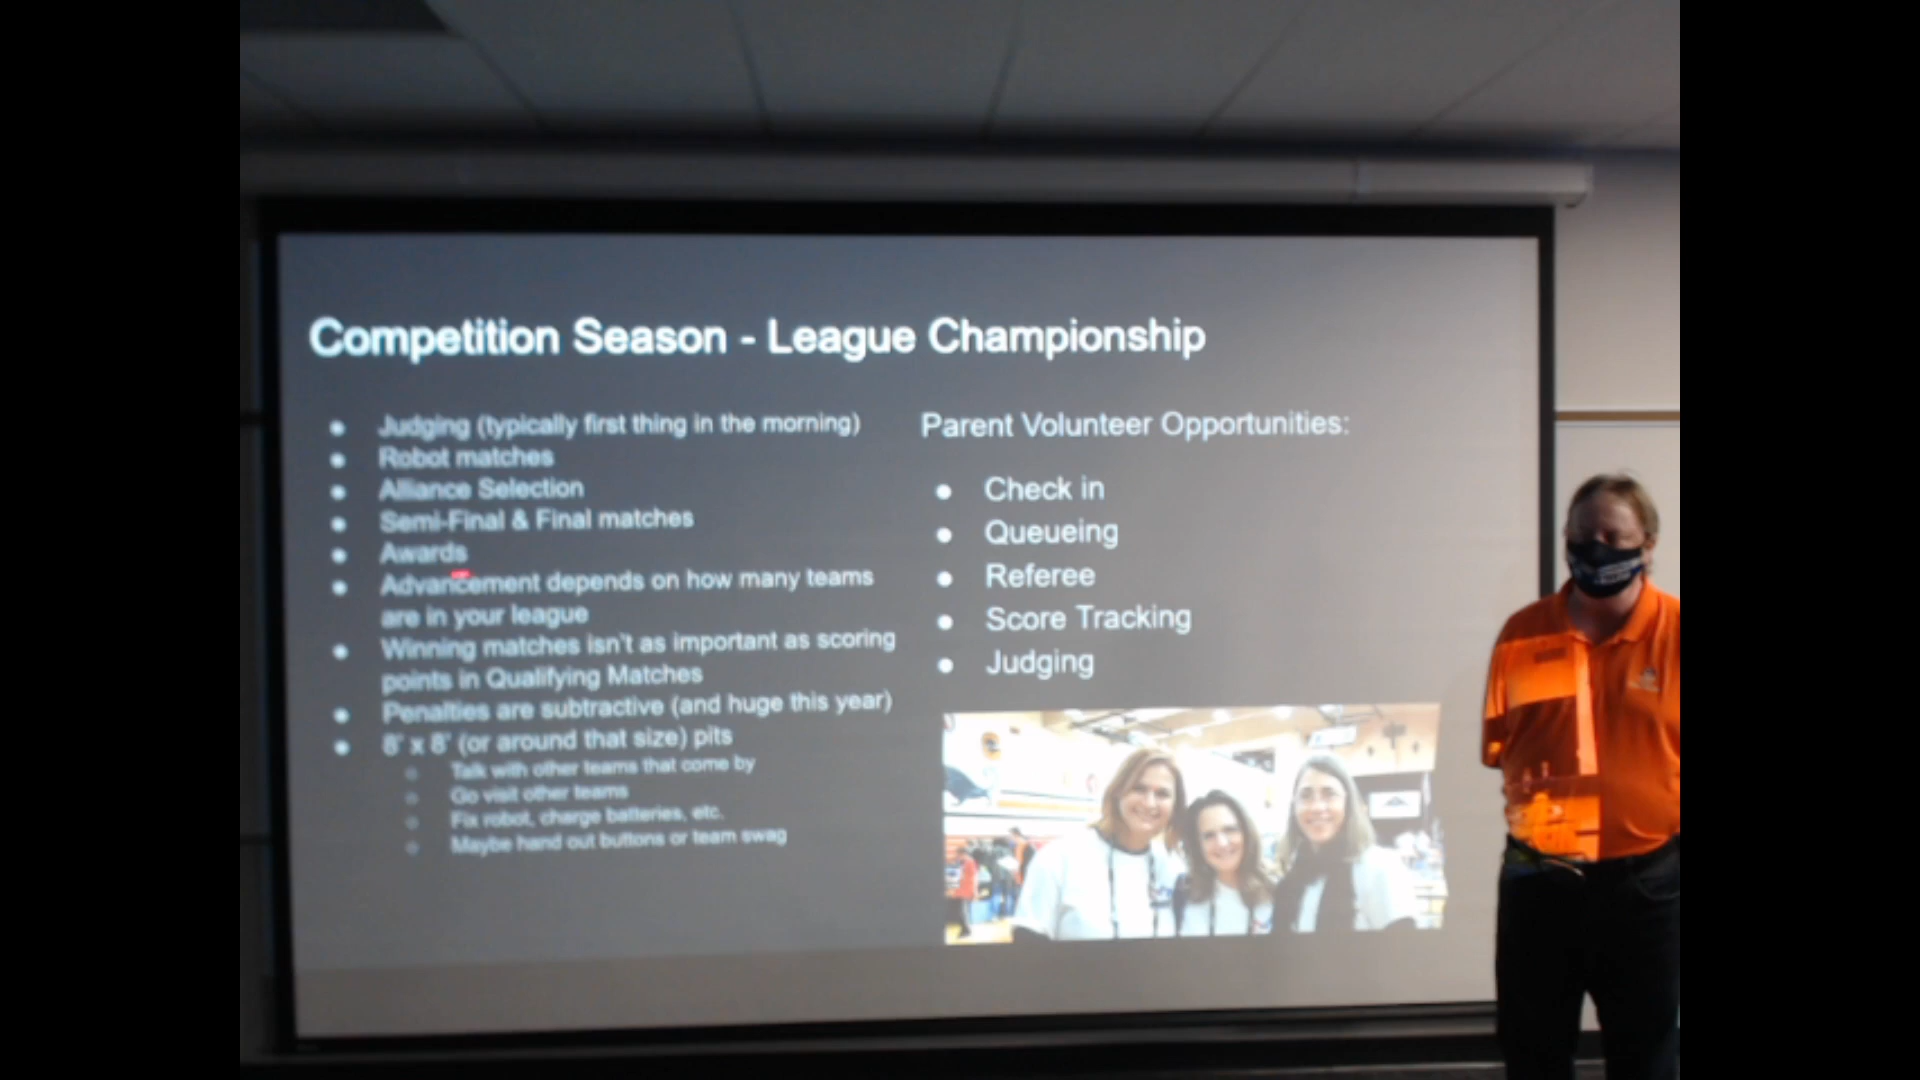 Competition Season - League Championship
Judging (typically first thing in the morning)
Robot matches
Alliance Selection
Semi-Final & Final matches
Awards
Advancement depends on how many teams
are in your league
Winning matches isn't as important as scoring
points in Qualifying Matches
Penalties are subtractive (and huge this year)
8' x 8' (or around that size) pits
Talk with other teams that come by
Go visit other teams
Fix robot, charge batteries, etc.
Maybe hand out buttons or team swag
Parent Volunteer Opportunities:
Check in
Queueing
Referee
Score Tracking
Judging